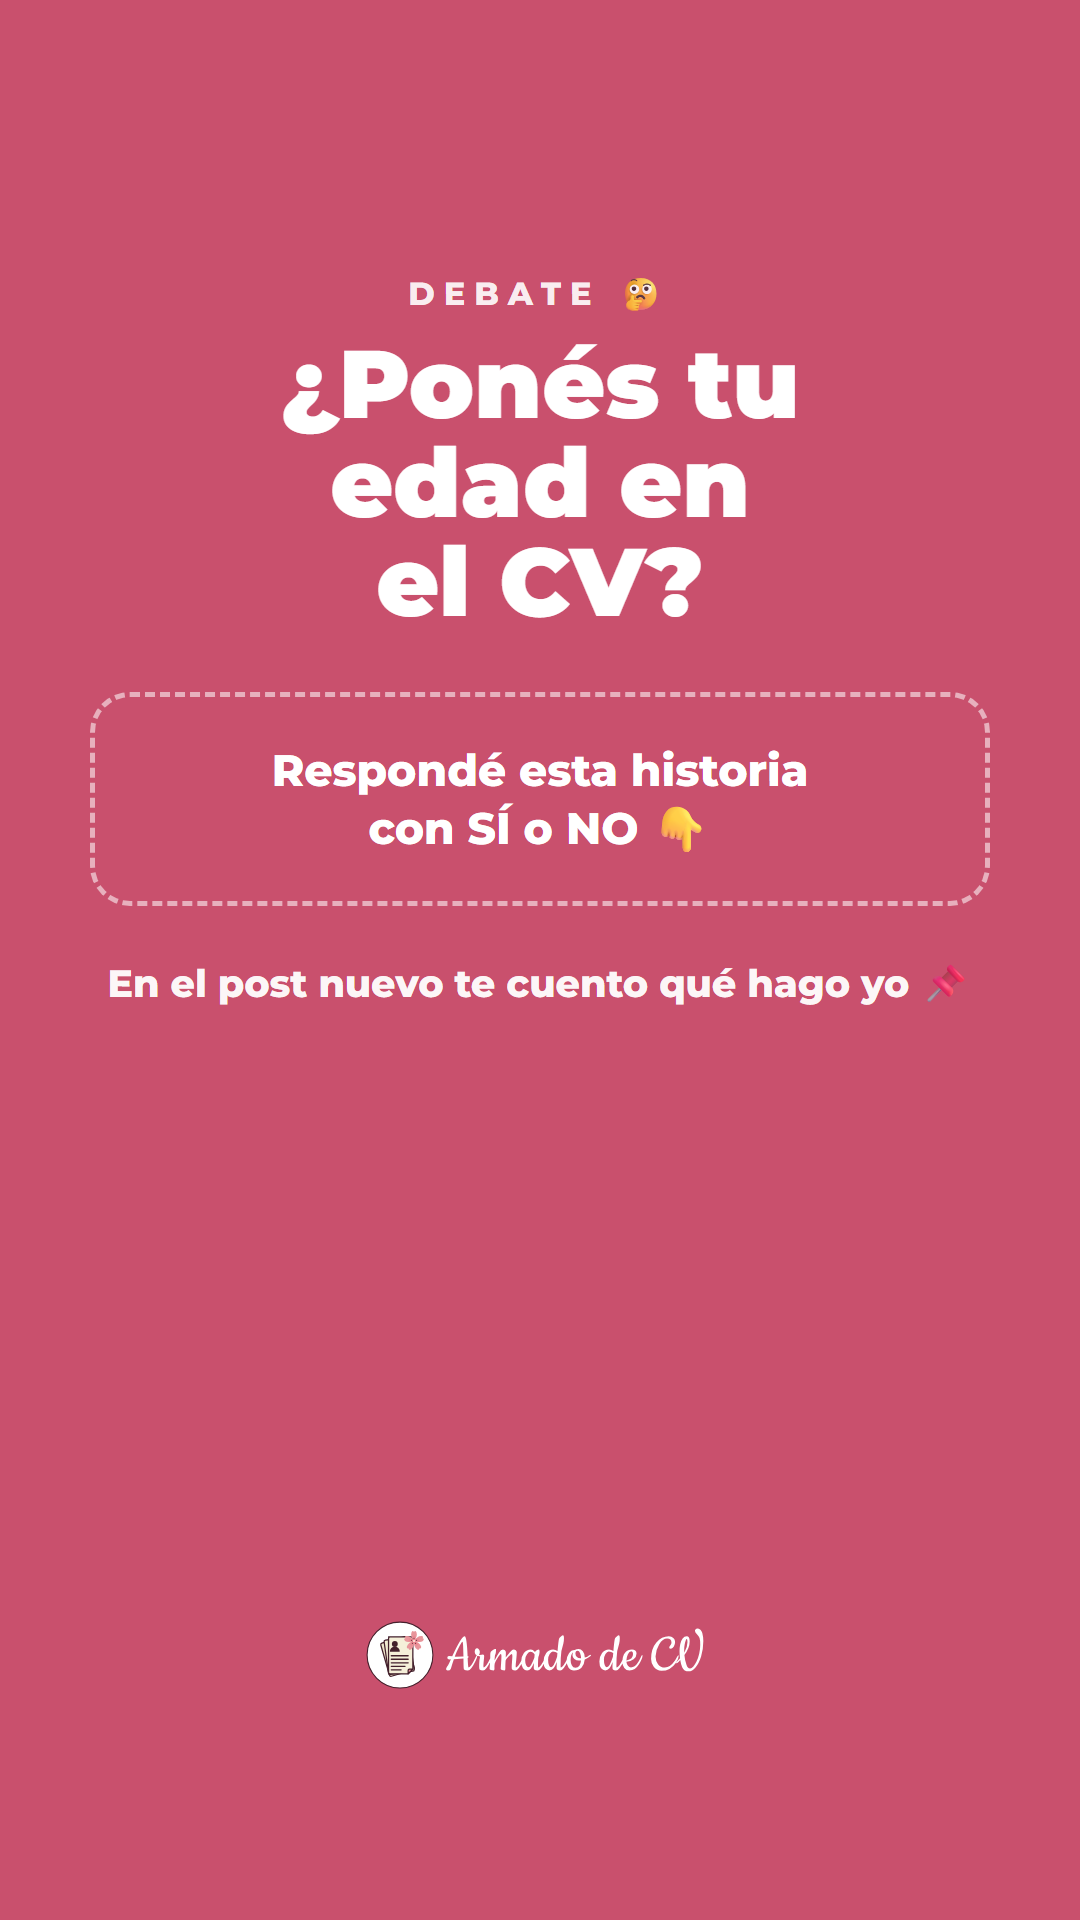 DEBATE 🤔
¿Ponés tu
edad en
el CV?
Respondé esta historia
con SÍ o NO 👇
En el post nuevo te cuento qué hago yo 📌
Armado de CV